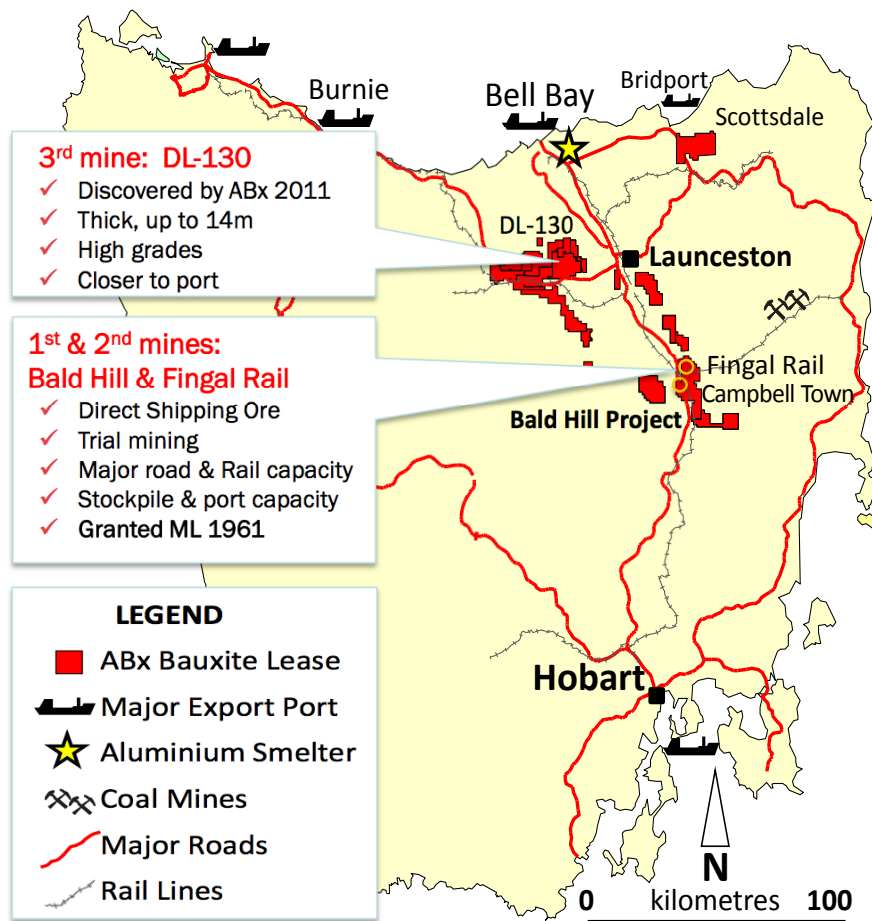 Burnie
Bell Bay
Bridport
Scottsdale
3rd mine: DL-130
✓ Discovered by ABx 2011
✓ Thick, up to 14m
✓ High grades
✓ Closer to port
DL-130
Launceston
1st & 2nd mines:
Bald Hill & Fingal Rail
✓ Direct Shipping Ore
✓ Trial mining
✓ Major road & Rail capacity
✓ Stockpile & port capacity
✓ Granted ML 1961
Fingal Rail
Campbell Town
Bald Hill Project
Hobart
LEGEND
ABx Bauxite Lease
Major Export Port
Aluminium Smelter
Coal Mines
Major Roads
Rail Lines
N
0 kilometres 100